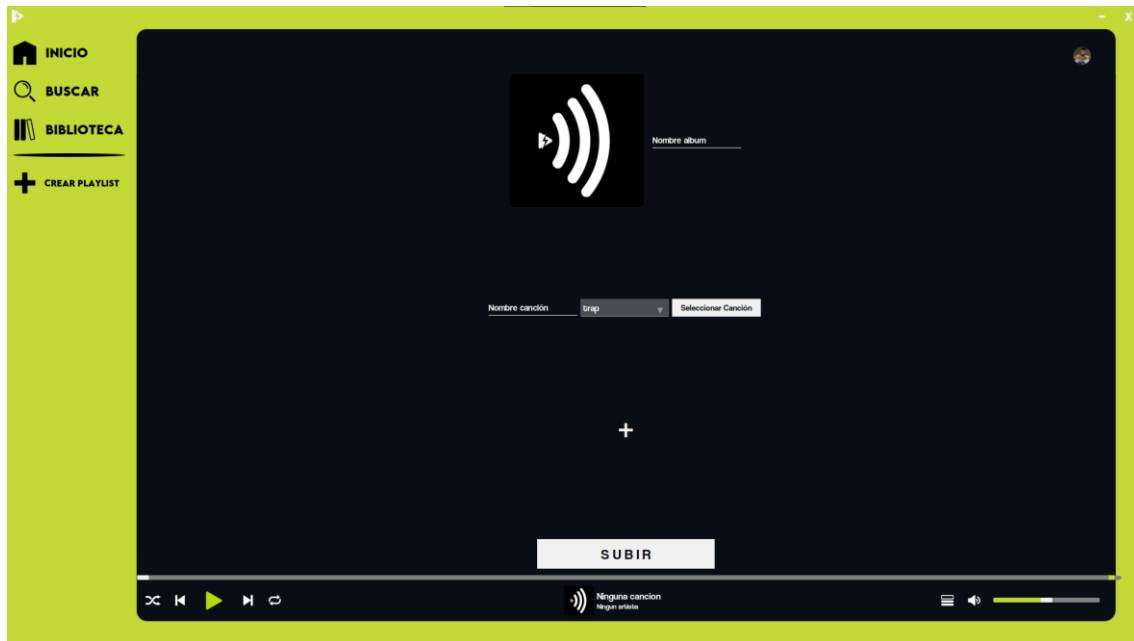 X
INICIO
BUSCAR
BIBLIOTECA
CREAR PLAYLIST
Nombre album
Nombre canción
trap
Seleccionar Canción
SUBIR
Ninguna cancion
Ningun artista